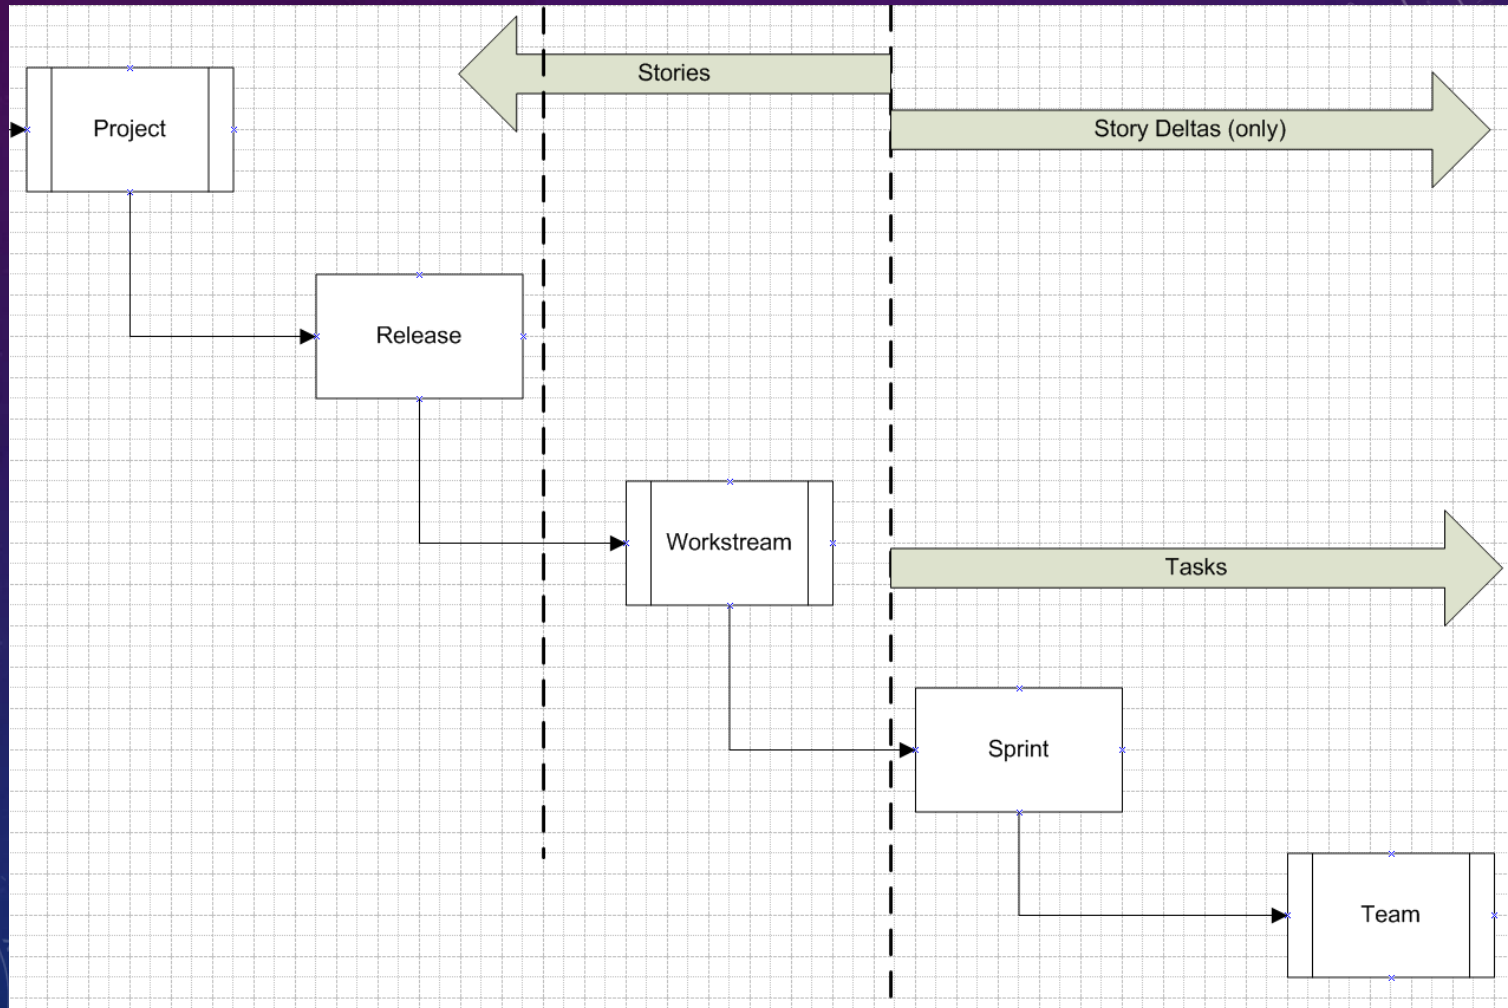 Stories
Project
Story Deltas (only)
Release
Workstream
Tasks
Sprint
Team